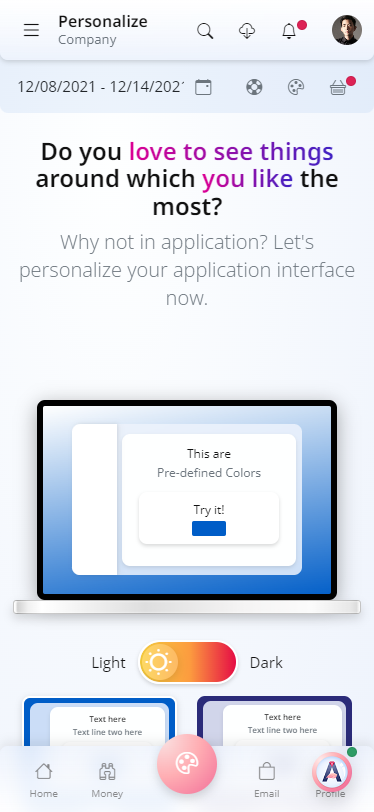 Personalize
Company
12/08/2021 - 12/14/202
Do you love to see things
around which you like the
most?
Why not in application? Let's
personalize your application interface
now.
This are
Pre-defined Colors
Try it!
Light
Dark
Text here
Text line two here
Text here
Text line two here
Home
Money
Email
Profile